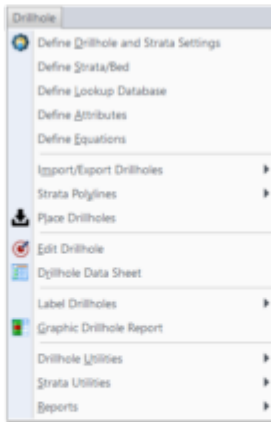 Drillhole
Define Drillhole and Strata Settings
Define Strata/Bed
Define Lookup Database
Define Attributes
Define Equations
Import/Export Drillholes
Strata Polylines
Place Drillholes
Edit Drillhole
Drillhole Data Sheet
Label Drillholes
Graphic Drillhole Report
Drillhole Utilities
Strata Utilities
Reports